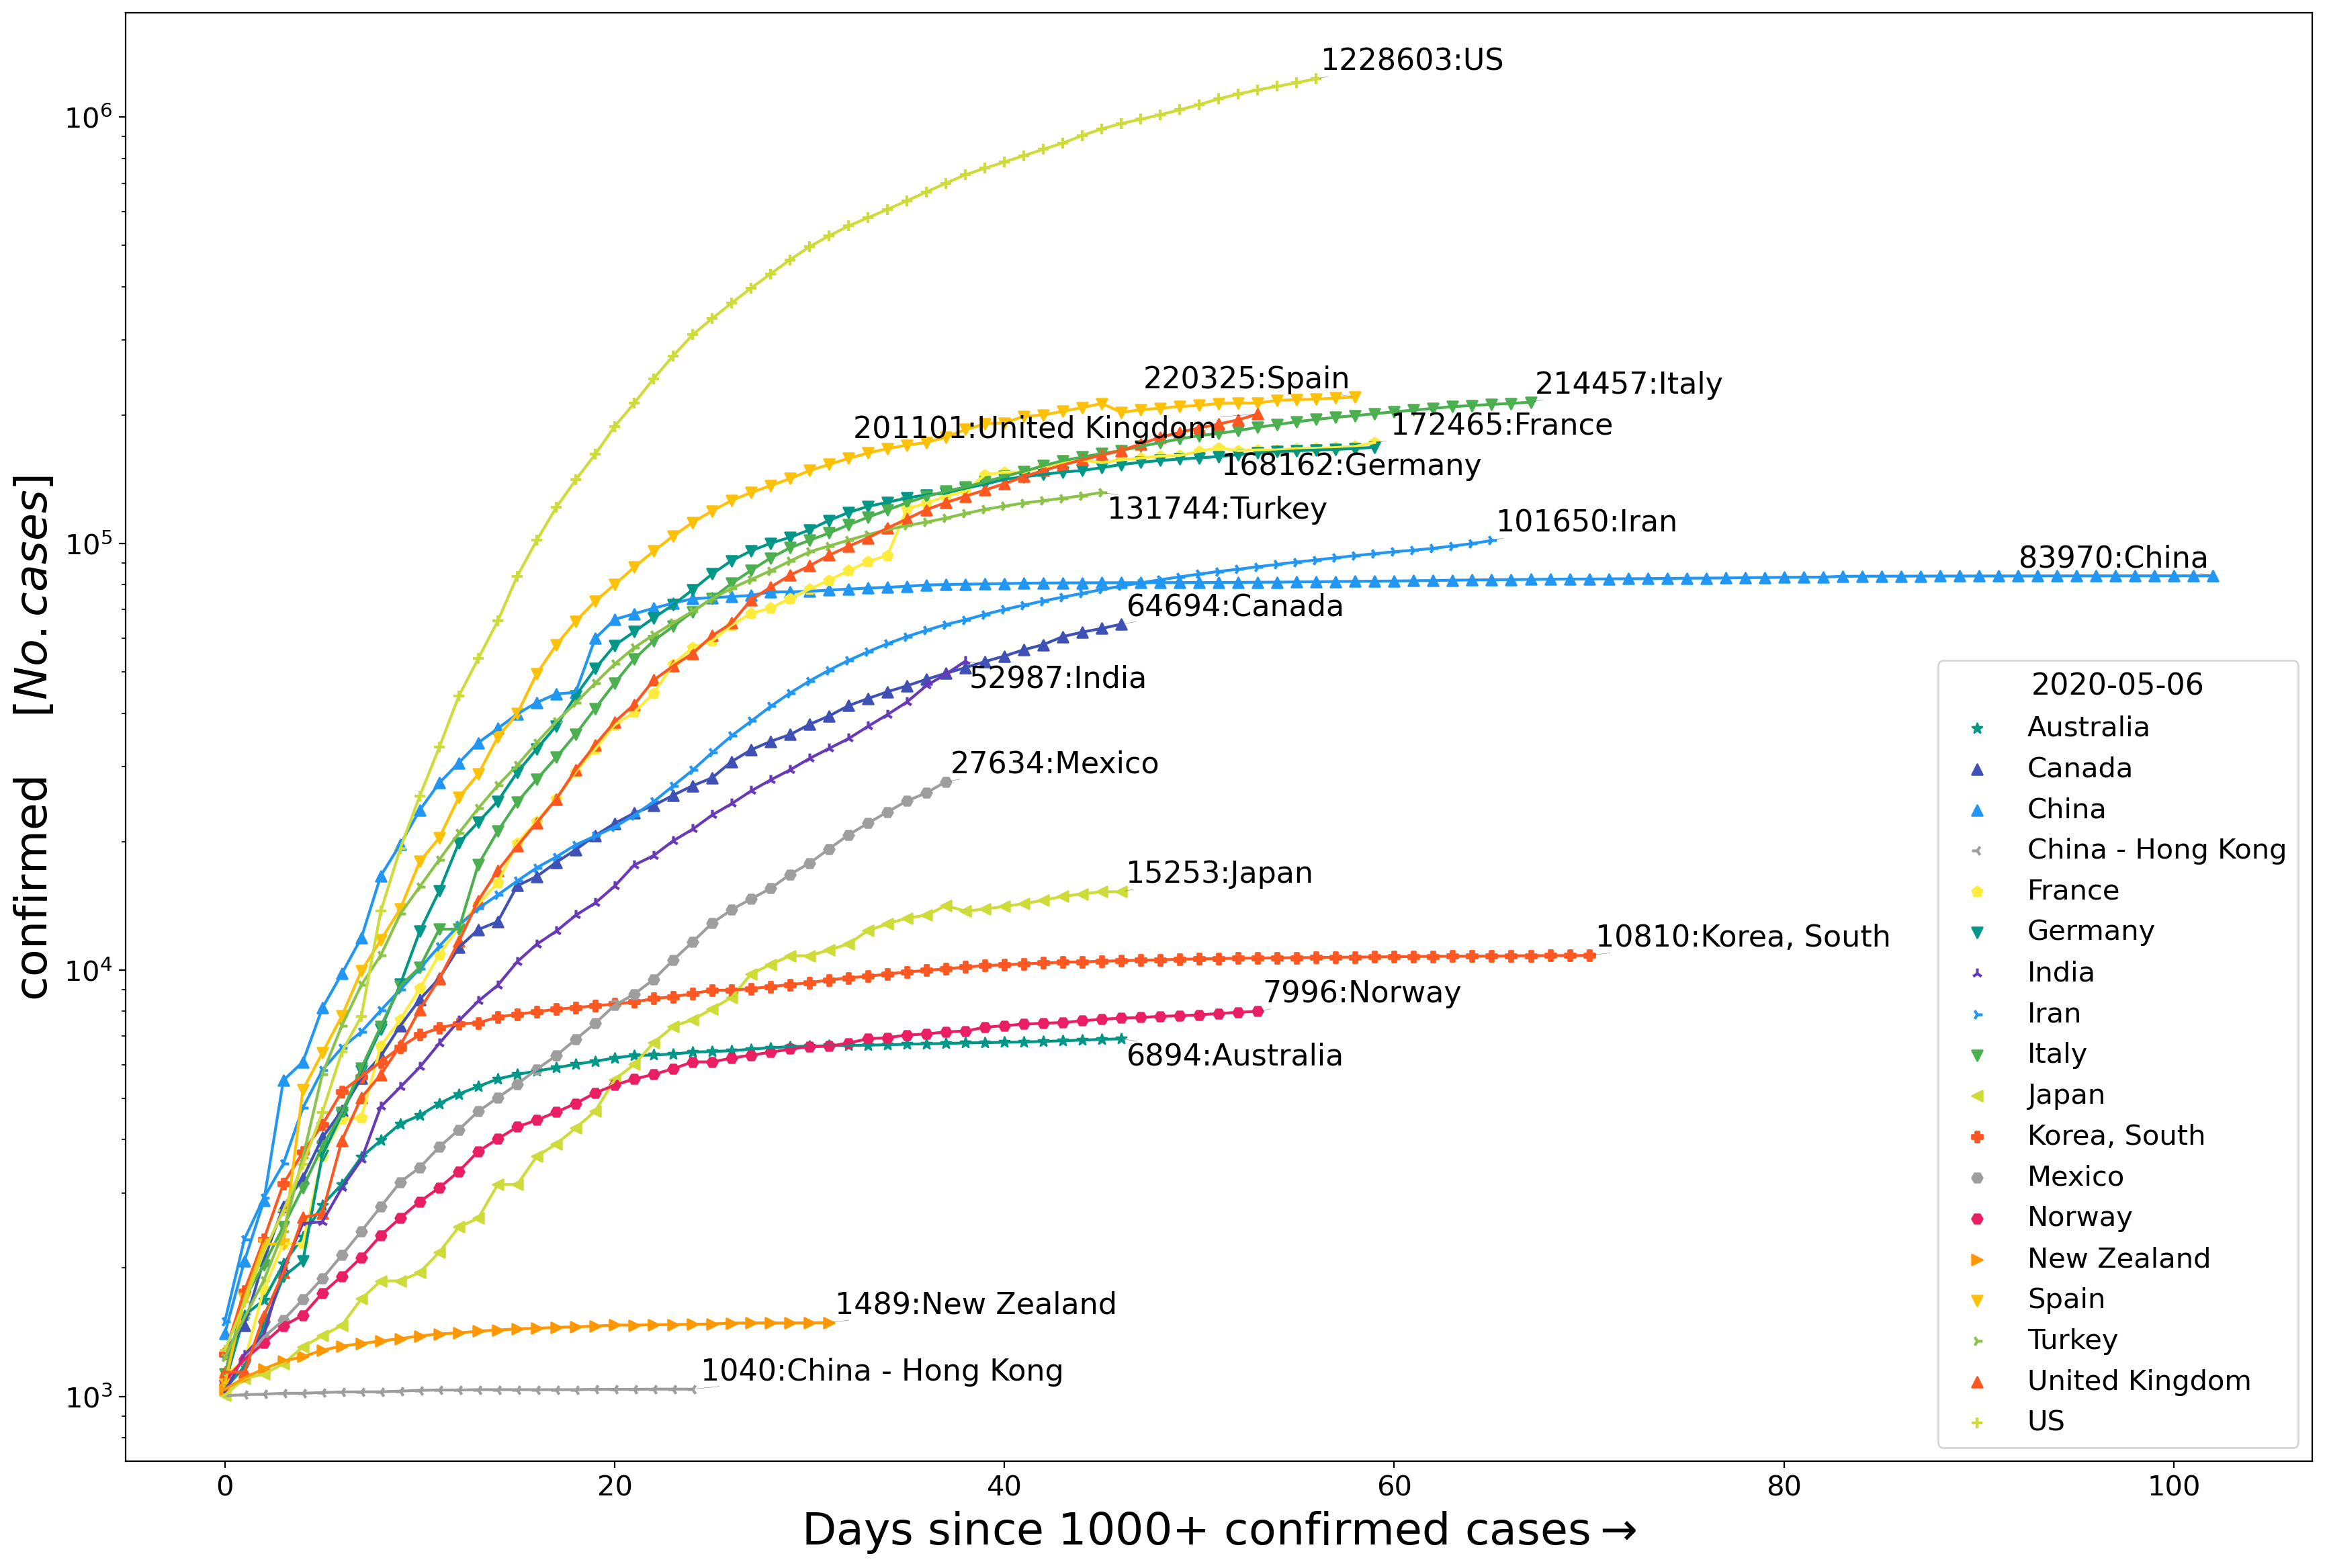 1228603:US
10⁶
220325:Spain
214457:Italy
201101:United Kingdom
172465:France
168162:Germany
131744:Turkey
101650:Iran
10⁵
83970:China
64694:Canada
52987:India
27634:Mexico
15253:Japan
10810:Korea, South
10⁴
7996:Norway
6894:Australia
1489:New Zealand
1040:China - Hong Kong
10³
confirmed [No. cases]
2020-05-06
Australia
Canada
China
China - Hong Kong
France
Germany
India
Iran
Italy
Japan
Korea, South
Mexico
Norway
New Zealand
Spain
Turkey
United Kingdom
US
0 20 40 60 80 100
Days since 1000+ confirmed cases→